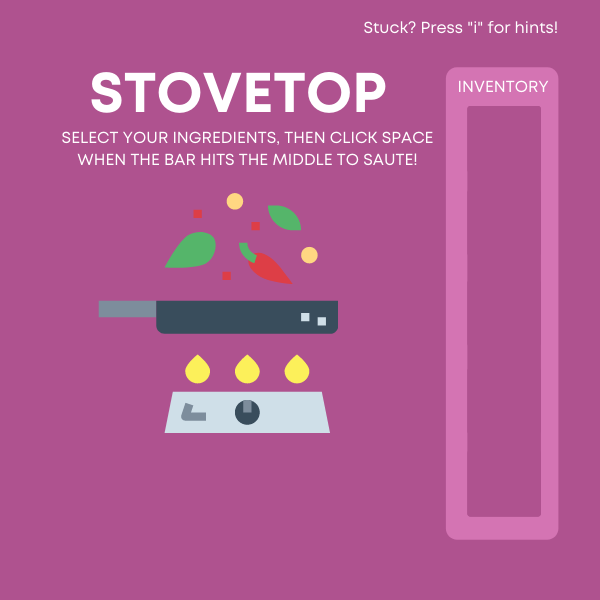 Stuck? Press "i" for hints!
STOVETOP
SELECT YOUR INGREDIENTS, THEN CLICK SPACE
WHEN THE BAR HITS THE MIDDLE TO SAUTE!
INVENTORY